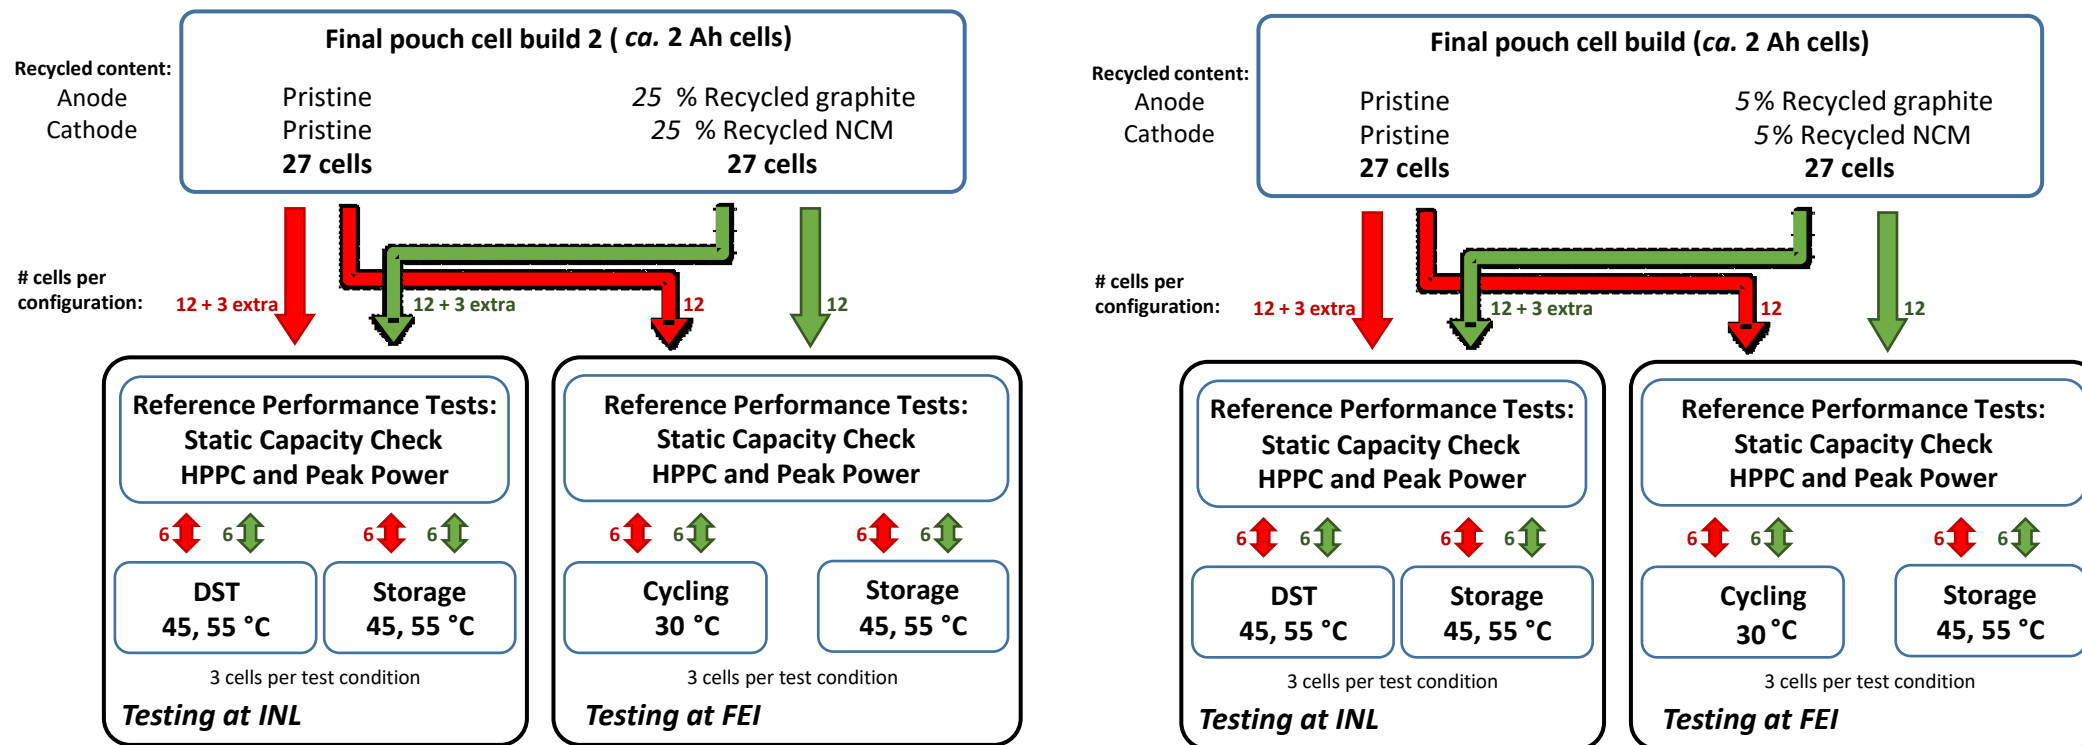 Final pouch cell build 2 ( ca. 2 Ah cells)
Recycled content:
Anode Pristine 25 % Recycled graphite
Cathode Pristine 25 % Recycled NCM
27 cells 27 cells
# cells per
configuration:
12 + 3 extra 12 + 3 extra 12 12
Reference Performance Tests:
Static Capacity Check
HPPC and Peak Power
6 6 6 6
DST
45, 55 °C
Storage
45, 55 °C
3 cells per test condition
Testing at INL
Reference Performance Tests:
Static Capacity Check
HPPC and Peak Power
6 6 6 6
Cycling
30 °C
Storage
45, 55 °C
3 cells per test condition
Testing at FEI
Final pouch cell build (ca. 2 Ah cells)
Recycled content:
Anode Pristine 5% Recycled graphite
Cathode Pristine 5% Recycled NCM
27 cells 27 cells
# cells per
configuration:
12 + 3 extra 12 + 3 extra 12 12
Reference Performance Tests:
Static Capacity Check
HPPC and Peak Power
6 6 6 6
DST
45, 55 °C
Storage
45, 55 °C
3 cells per test condition
Testing at INL
Reference Performance Tests:
Static Capacity Check
HPPC and Peak Power
6 6 6 6
Cycling
30 °C
Storage
45, 55 °C
3 cells per test condition
Testing at FEI